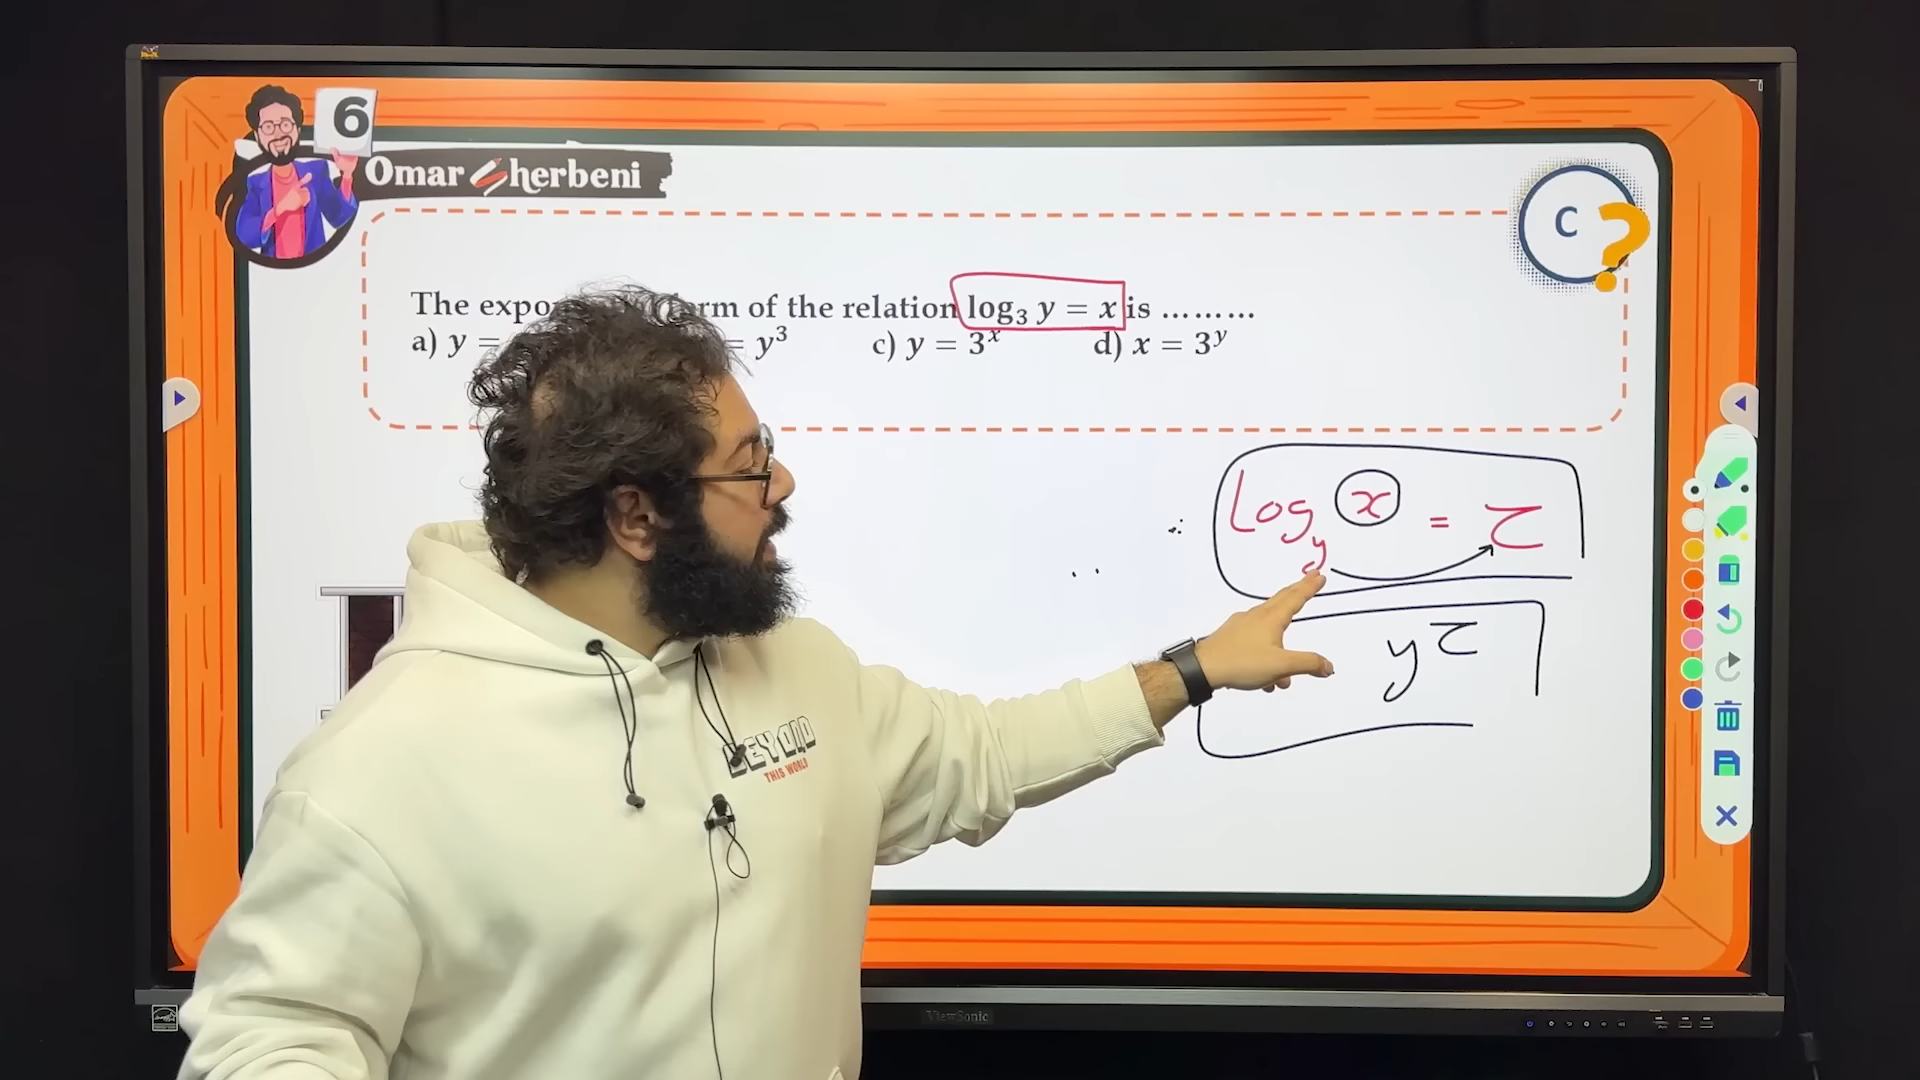 6
Omar Sherbeni
C ?
The expo rm of the relation log₃ y = x is .........
a) y = = y³ c) y = 3ˣ d) x = 3ʸ
log_y x = z
y^z
BEYOND
THIS WORLD
ViewSonic